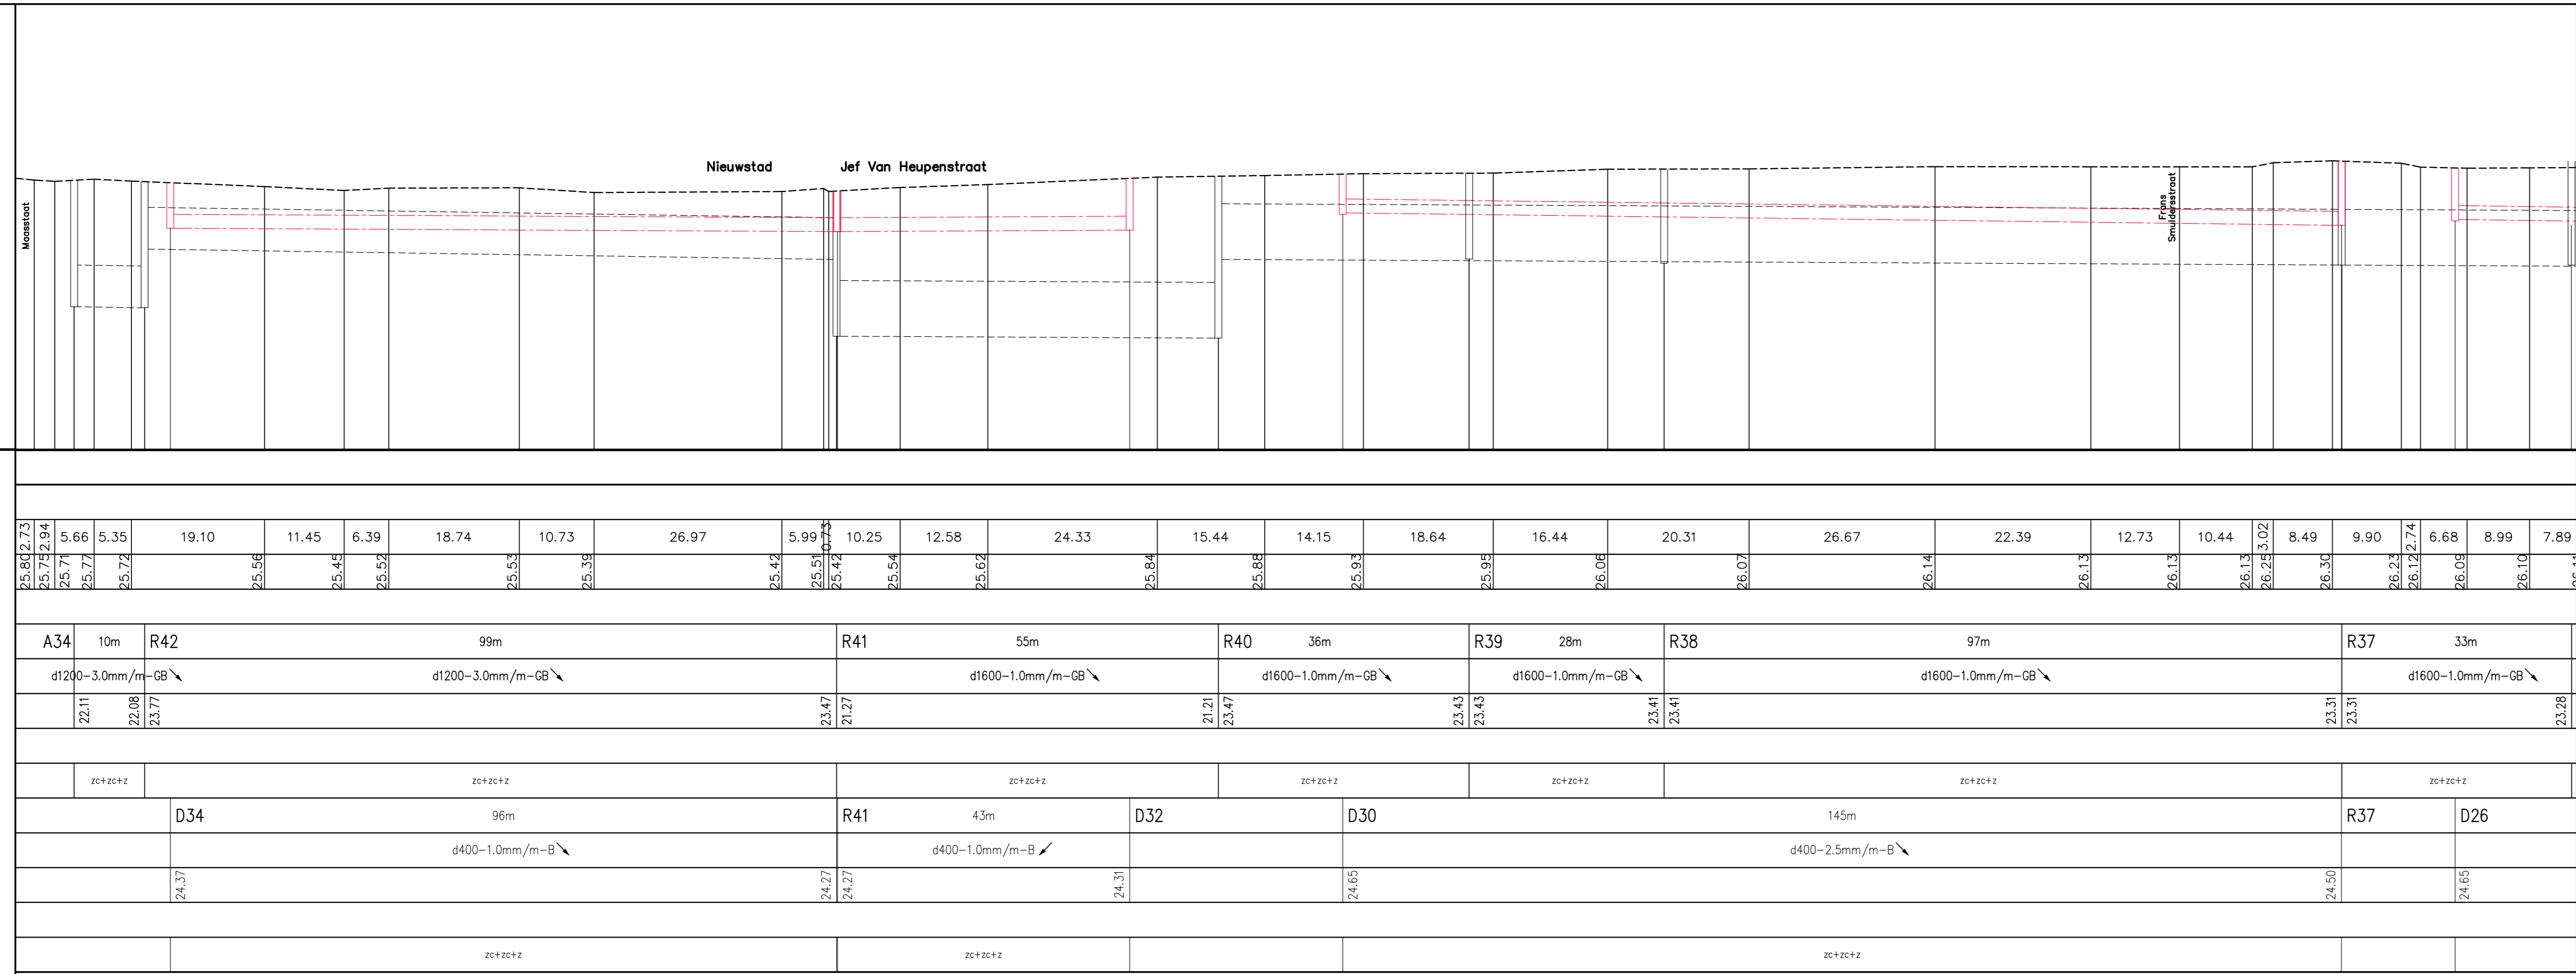 Nieuwstad Jef Van Heupenstraat
Maasstaat
Frans
Smuldersstraat
2.73 2.94 5.66 5.35 19.10 11.45 6.39 18.74 10.73 26.97 5.99 0.73 10.25 12.58 24.33 15.44 14.15 18.64 16.44 20.31 26.67 22.39 12.73 10.44 3.02 8.49 9.90 2.74 6.68 8.99 7.89
25.80 25.75 25.71 25.77 25.72 25.56 25.45 25.52 25.53 25.39 25.42 25.51 25.42 25.54 25.62 25.84 25.88 25.93 25.95 26.06 26.07 26.14 26.13 26.13 26.13 26.25 26.30 26.23 26.12 26.09 26.10
A34 10m R42 99m R41 55m R40 36m R39 28m R38 97m R37 33m
d1200-3.0mm/m-GB d1200-3.0mm/m-GB d1600-1.0mm/m-GB d1600-1.0mm/m-GB d1600-1.0mm/m-GB d1600-1.0mm/m-GB d1600-1.0mm/m-GB
22.11 22.08 23.77 23.47 21.27 21.21 23.47 23.43 23.43 23.41 23.41 23.31 23.31 23.28
zc+zc+z zc+zc+z zc+zc+z zc+zc+z zc+zc+z zc+zc+z zc+zc+z
D34 96m R41 43m D32 D30 145m R37 D26
d400-1.0mm/m-B d400-1.0mm/m-B d400-2.5mm/m-B
24.37 24.27 24.27 24.31 24.65 24.50 24.65
zc+zc+z zc+zc+z zc+zc+z